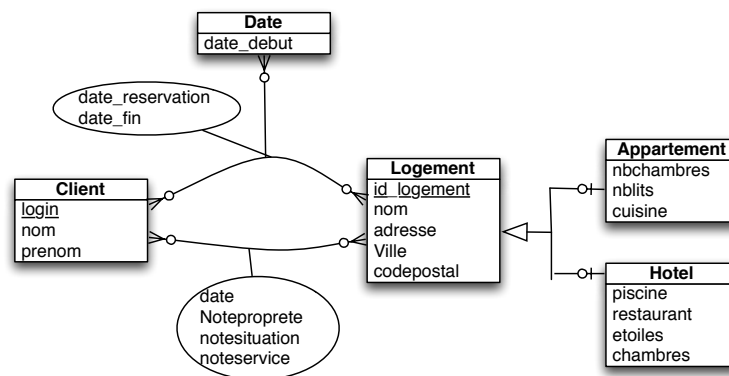 Date
date_debut
date_reservation
date_fin
Client
login
nom
prenom
Logement
id_logement
nom
adresse
Ville
codepostal
Appartement
nbchambres
nblits
cuisine
Hotel
piscine
restaurant
etoiles
chambres
date
Noteproprete
notesituation
noteservice